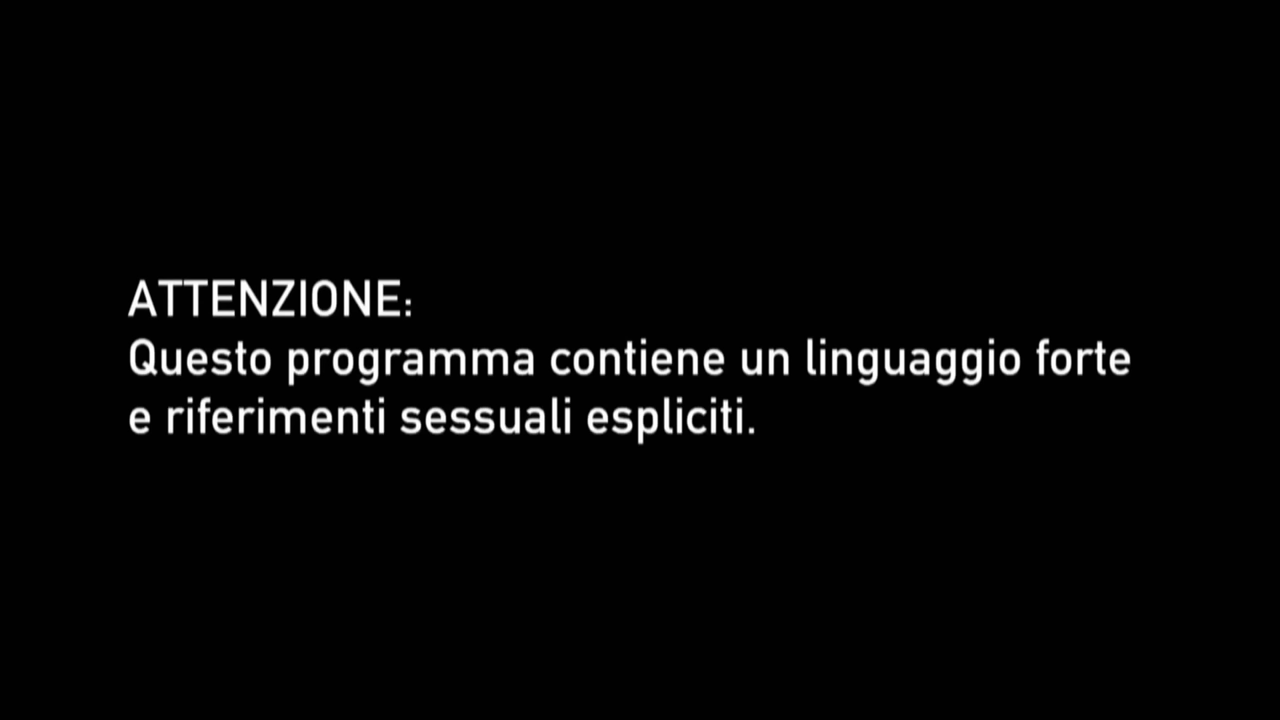 ATTENZIONE:
Questo programma contiene un linguaggio forte
e riferimenti sessuali espliciti.